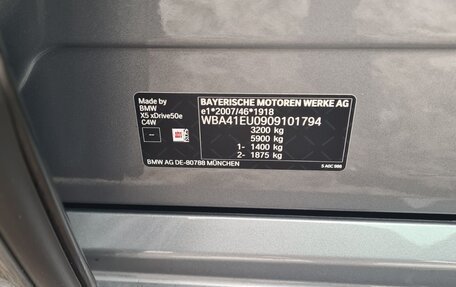 Made by
BMW
X5 xDrive50e
C4W
--
BAYERISCHE MOTOREN WERKE AG
e1*2007/46*1918
WBA41EU0909101794
3200 kg
5900 kg
1- 1400 kg
2- 1875 kg
BMW AG DE-80788 MÜNCHEN